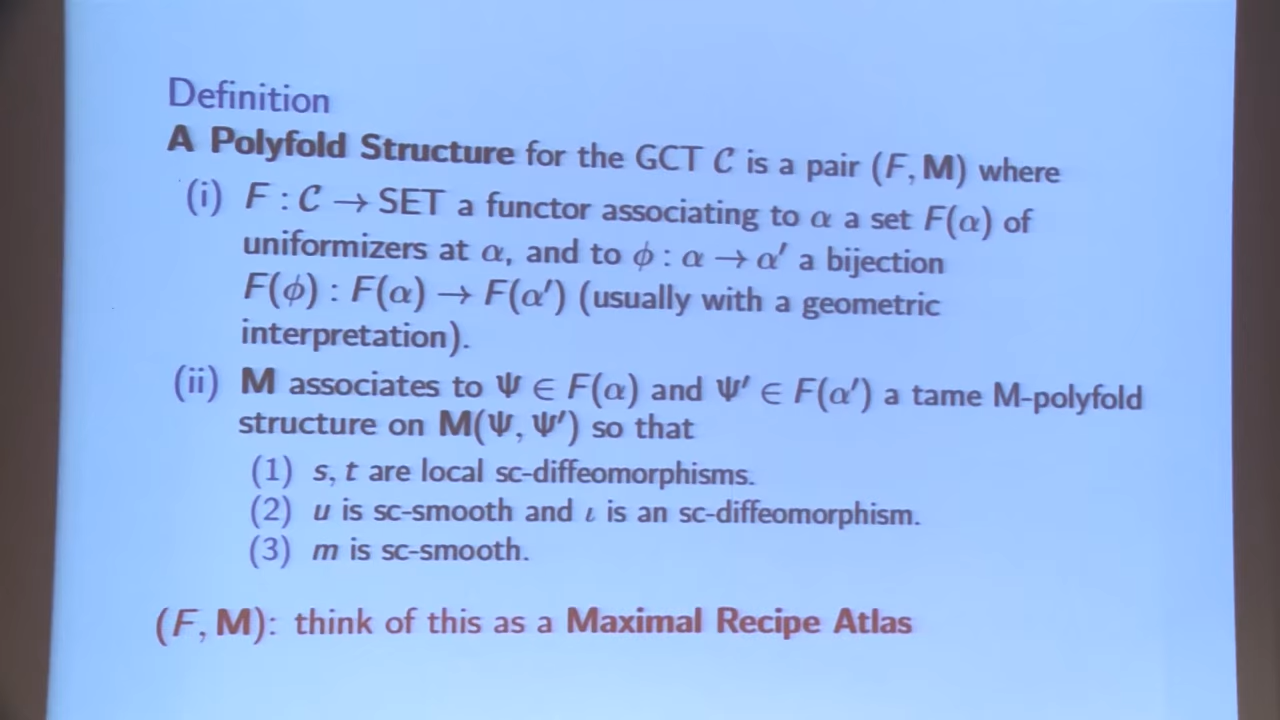 Definition
A Polyfold Structure for the GCT 𝒞 is a pair (F, M) where
(i) F : 𝒞 → SET a functor associating to α a set F(α) of
uniformizers at α, and to ϕ : α → α′ a bijection
F(ϕ) : F(α) → F(α′) (usually with a geometric
interpretation).
(ii) M associates to Ψ ∈ F(α) and Ψ′ ∈ F(α′) a tame M-polyfold
structure on M(Ψ, Ψ′) so that
(1) s, t are local sc-diffeomorphisms.
(2) u is sc-smooth and ι is an sc-diffeomorphism.
(3) m is sc-smooth.
(F, M): think of this as a Maximal Recipe Atlas